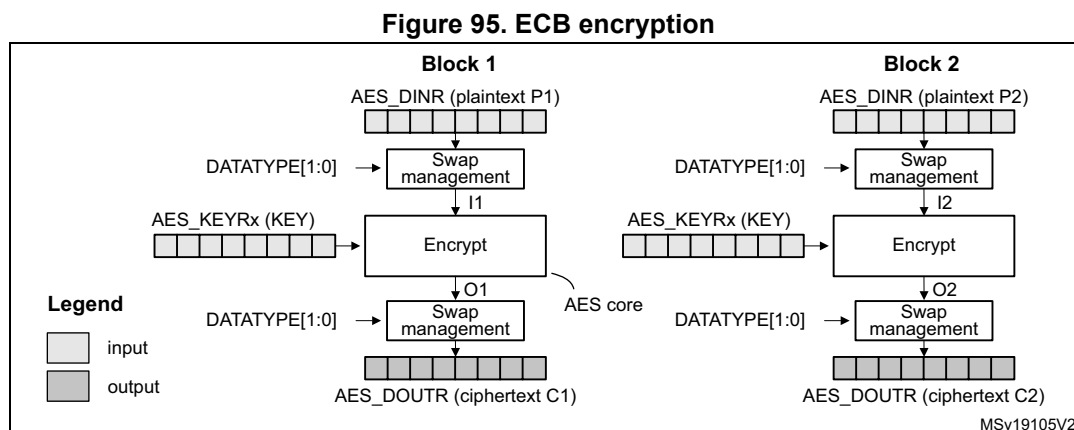 Figure 95. ECB encryption
Block 1
Block 2
AES_DINR (plaintext P1)
AES_DINR (plaintext P2)
DATATYPE[1:0]
Swap
management
DATATYPE[1:0]
Swap
management
I1
I2
AES_KEYRx (KEY)
Encrypt
AES_KEYRx (KEY)
Encrypt
O1
O2
AES core
Legend
input
output
DATATYPE[1:0]
Swap
management
DATATYPE[1:0]
Swap
management
AES_DOUTR (ciphertext C1)
AES_DOUTR (ciphertext C2)
MSv19105V2